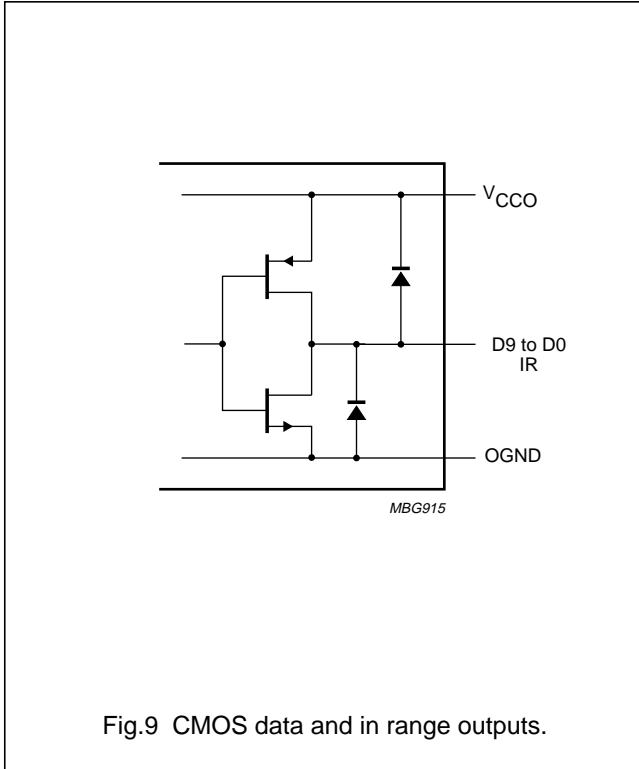 VCCO
D9 to D0
IR
OGND
MBG915
Fig.9 CMOS data and in range outputs.